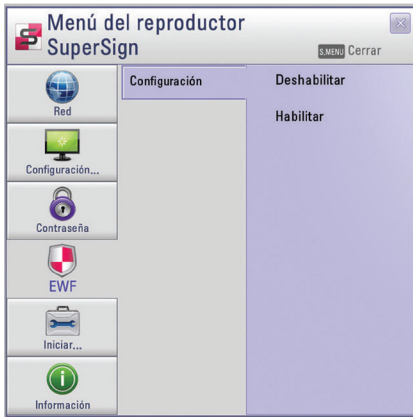 Menú del reproductor
SuperSign
S.MENU Cerrar
Red
Configuración...
Contraseña
EWF
Iniciar...
Información
Configuración
Deshabilitar
Habilitar